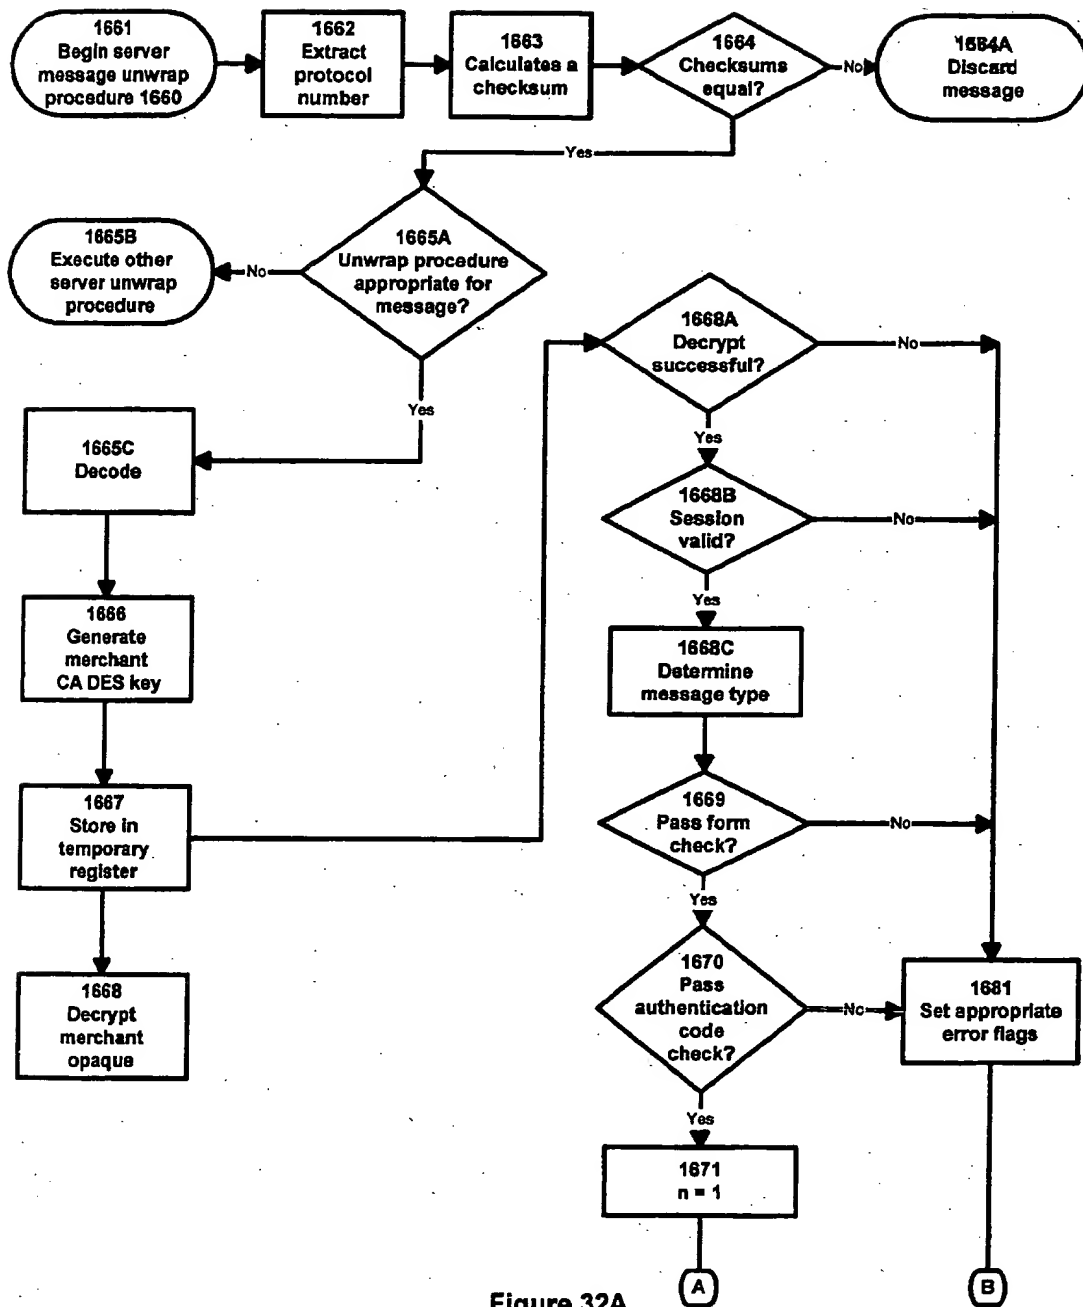 1661
Begin server
message unwrap
procedure 1660
1662
Extract
protocol
number
1663
Calculates a
checksum
1664
Checksums
equal?
No
1664A
Discard
message
Yes
1665A
Unwrap procedure
appropriate for
message?
No
1665B
Execute other
server unwrap
procedure
Yes
1665C
Decode
1666
Generate
merchant
CA DES key
1667
Store in
temporary
register
1668
Decrypt
merchant
opaque
1668A
Decrypt
successful?
No
Yes
1668B
Session
valid?
No
Yes
1668C
Determine
message type
1669
Pass form
check?
No
Yes
1670
Pass
authentication
code
check?
No
1681
Set appropriate
error flags
Yes
1671
n = 1
A
B
Figure 32A